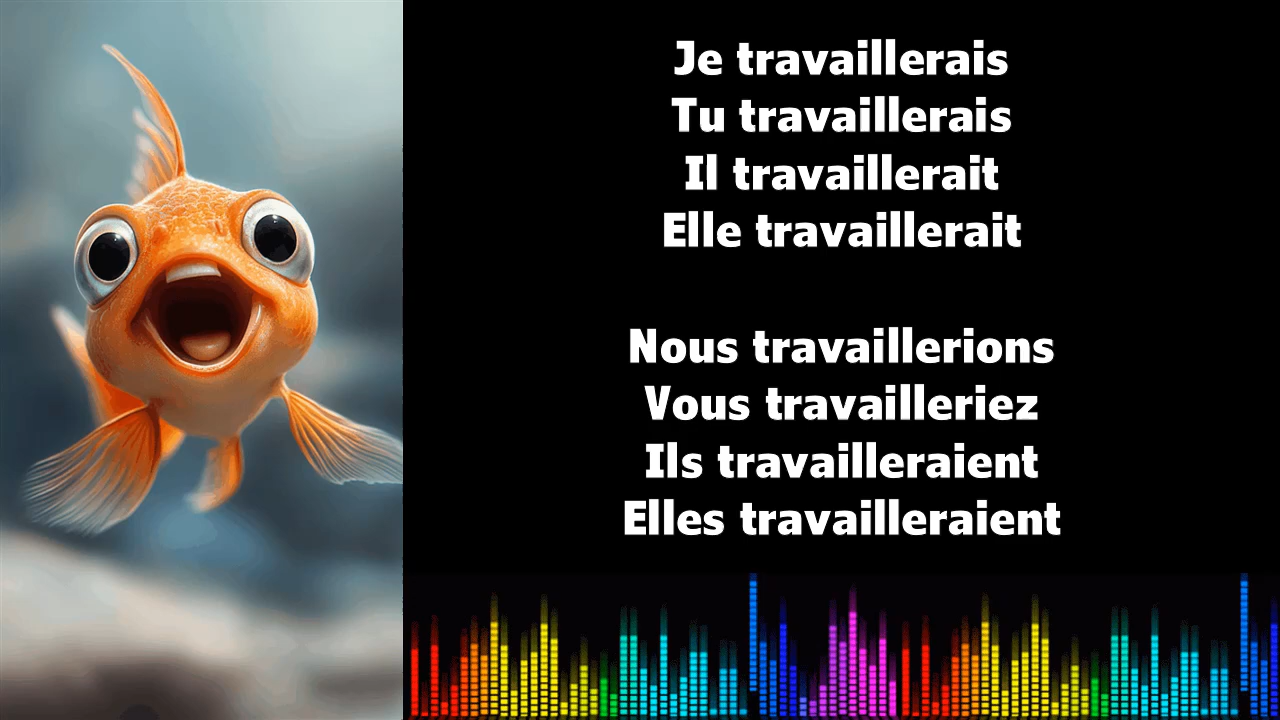 Je travaillerais
Tu travaillerais
Il travaillerait
Elle travaillerait
Nous travaillerions
Vous travailleriez
Ils travailleraient
Elles travailleraient